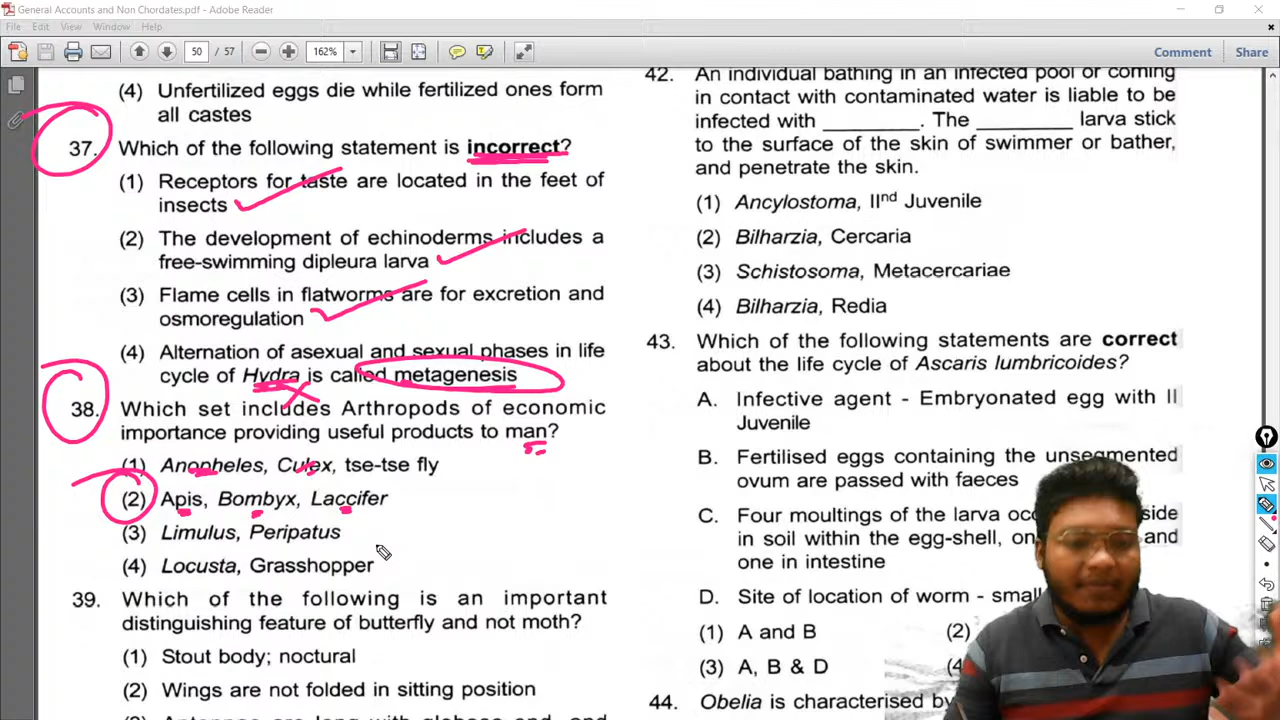 General Accounts and Non Chordates.pdf - Adobe Reader
File Edit View Window Help
50 / 57 162% Comment Share
(4) Unfertilized eggs die while fertilized ones form
all castes
37. Which of the following statement is incorrect?
(1) Receptors for taste are located in the feet of
insects
(2) The development of echinoderms includes a
free-swimming dipleura larva
(3) Flame cells in flatworms are for excretion and
osmoregulation
(4) Alternation of asexual and sexual phases in life
cycle of Hydra is called metagenesis
38. Which set includes Arthropods of economic
importance providing useful products to man?
(1) Anopheles, Culex, tse-tse fly
(2) Apis, Bombyx, Laccifer
(3) Limulus, Peripatus
(4) Locusta, Grasshopper
39. Which of the following is an important
distinguishing feature of butterfly and not moth?
(1) Stout body; noctural
(2) Wings are not folded in sitting position
42. An individual bathing in an infected pool or coming
in contact with contaminated water is liable to be
infected with ________. The ________ larva stick
to the surface of the skin of swimmer or bather,
and penetrate the skin.
(1) Ancylostoma, IInd Juvenile
(2) Bilharzia, Cercaria
(3) Schistosoma, Metacercariae
(4) Bilharzia, Redia
43. Which of the following statements are correct
about the life cycle of Ascaris lumbricoides?
A. Infective agent - Embryonated egg with II
Juvenile
B. Fertilised eggs containing the unsegmented
ovum are passed with faeces
C. Four moultings of the larva side
in soil within the egg-shell, and
one in intestine
D. Site of location of worm
(1) A and B (2)
(3) A, B & D
44. Obelia is characterised